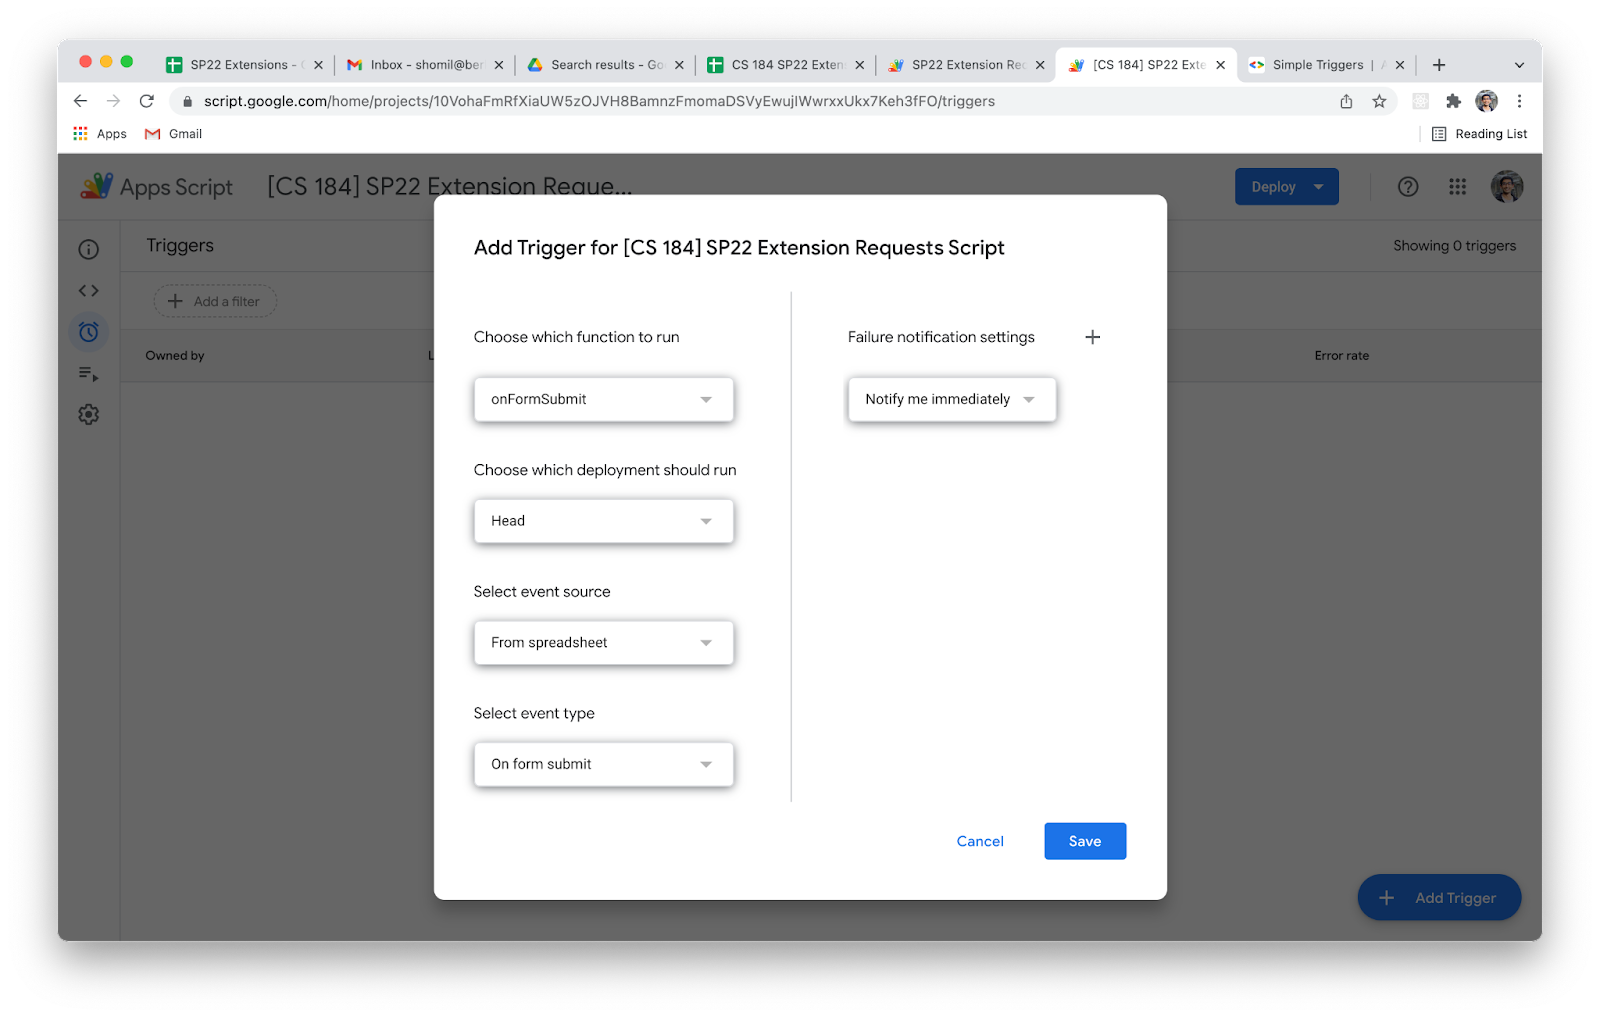 SP22 Extensions -
Inbox - shomil@ber
Search results - Go
CS 184 SP22 Exten
SP22 Extension Rec
[CS 184] SP22 Exte
Simple Triggers |
script.google.com/home/projects/10VohaFmRfXiaUW5zOJVH8BamnzFmomaDSVyEwujIWwrxxUkx7Keh3fFO/triggers
Apps
Gmail
Reading List
Apps Script
[CS 184] SP22 Extension Reque...
Deploy
Triggers
Showing 0 triggers
Add a filter
Owned by
L
Error rate
Add Trigger for [CS 184] SP22 Extension Requests Script
Choose which function to run
onFormSubmit
Choose which deployment should run
Head
Select event source
From spreadsheet
Select event type
On form submit
Failure notification settings
Notify me immediately
Cancel
Save
Add Trigger